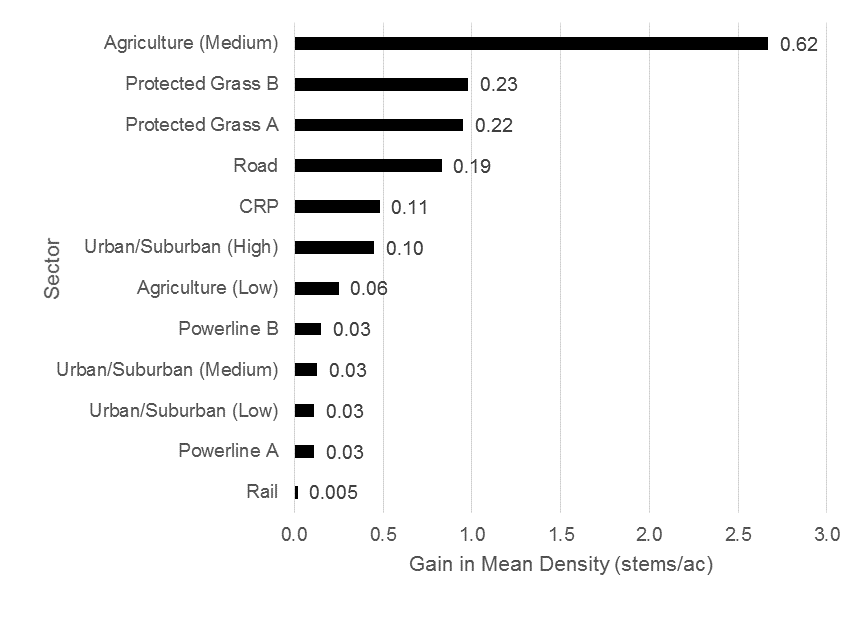 Agriculture (Medium) 0.62
Protected Grass B 0.23
Protected Grass A 0.22
Road 0.19
CRP 0.11
Urban/Suburban (High) 0.10
Agriculture (Low) 0.06
Powerline B 0.03
Urban/Suburban (Medium) 0.03
Urban/Suburban (Low) 0.03
Powerline A 0.03
Rail 0.005
Sector
0.0 0.5 1.0 1.5 2.0 2.5 3.0
Gain in Mean Density (stems/ac)